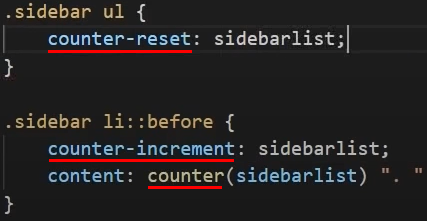 .sidebar ul {
counter-reset: sidebarlist;
}
.sidebar li::before {
counter-increment: sidebarlist;
content: counter(sidebarlist) ". "
}